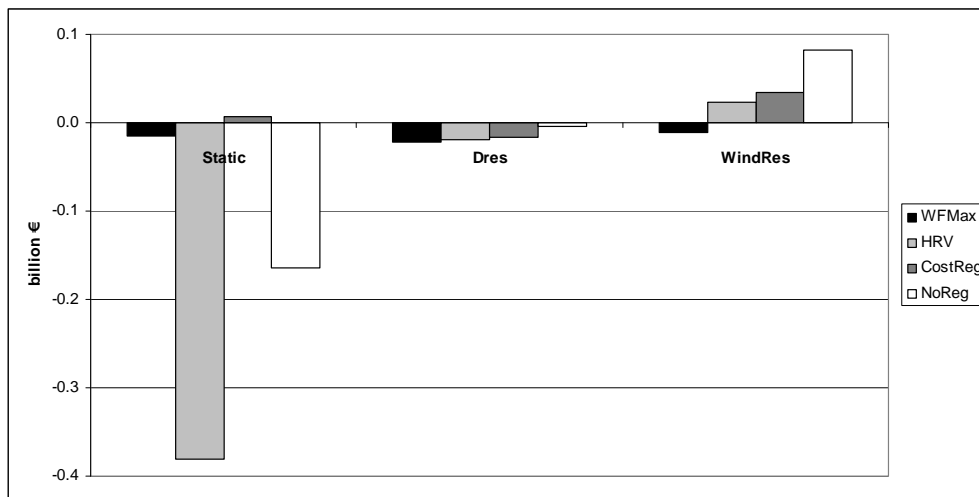 0.1
0.0
-0.1
-0.2
-0.3
-0.4
billion €
Static
Dres
WindRes
WFMax
HRV
CostReg
NoReg